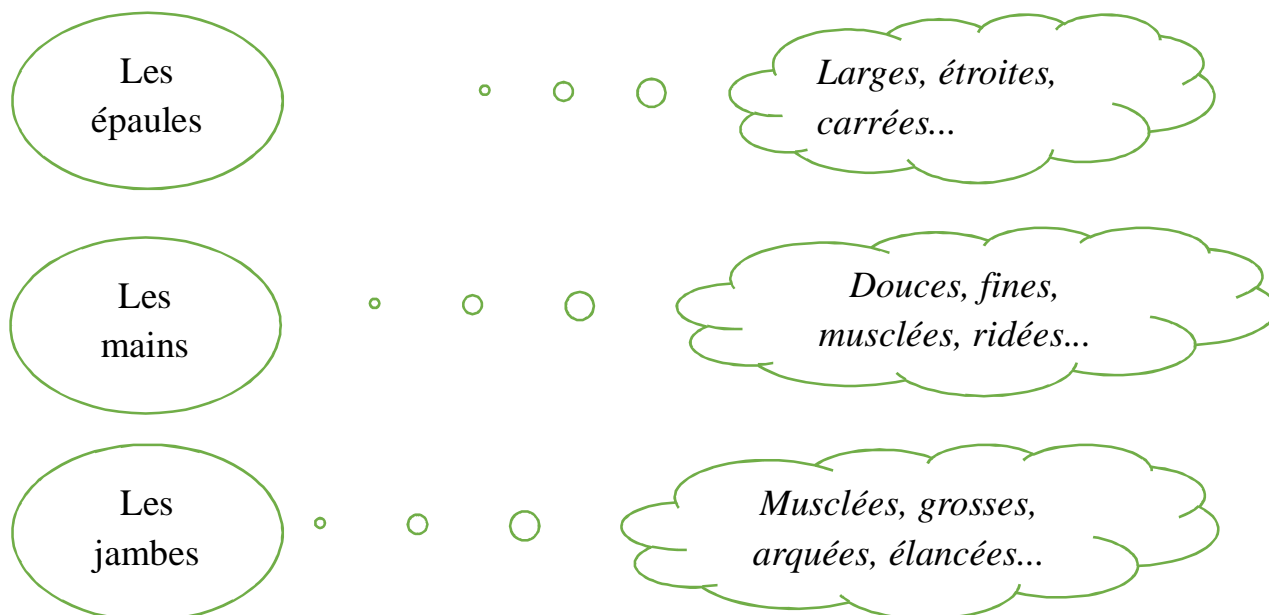 Les
épaules
Larges, étroites,
carrées...
Les
mains
Douces, fines,
musclées, ridées...
Les
jambes
Musclées, grosses,
arquées, élancées...